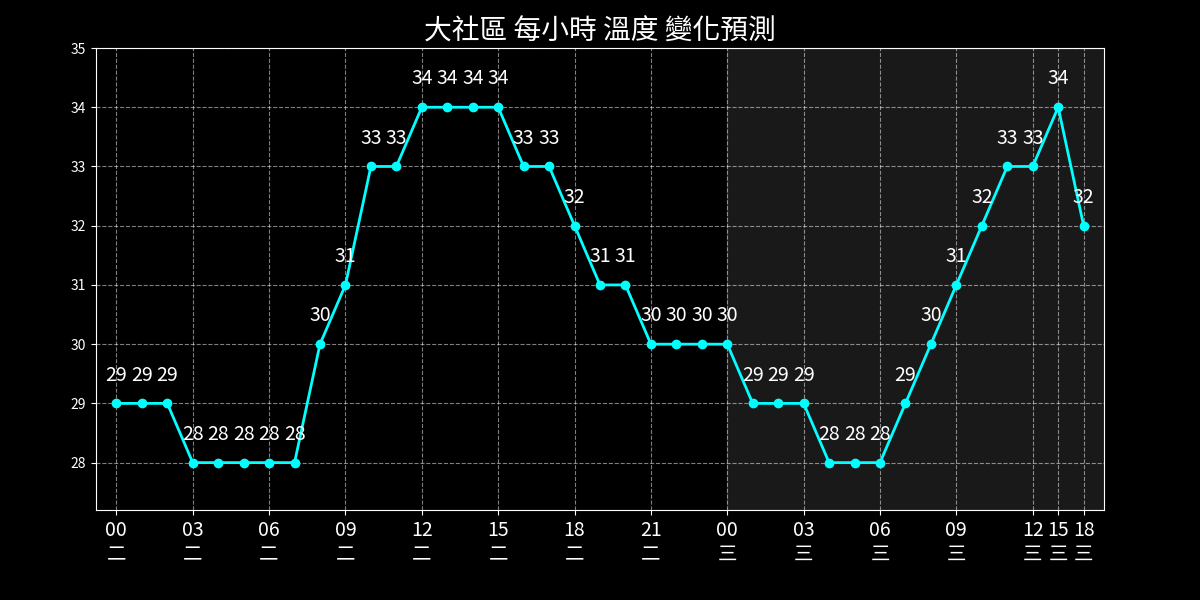 大社區 每小時 溫度 變化預測
35
34 34 34 34 34
34
33 33 33 33 33 33
33
32 32 32
32
31 31 31 31
31
30 30 30 30 30 30
30
29 29 29 29 29 29 29
29
28 28 28 28 28 28 28 28
28
00 03 06 09 12 15 18 21 00 03 06 09 12 15 18
二 二 二 二 二 二 二 二 三 三 三 三 三 三 三